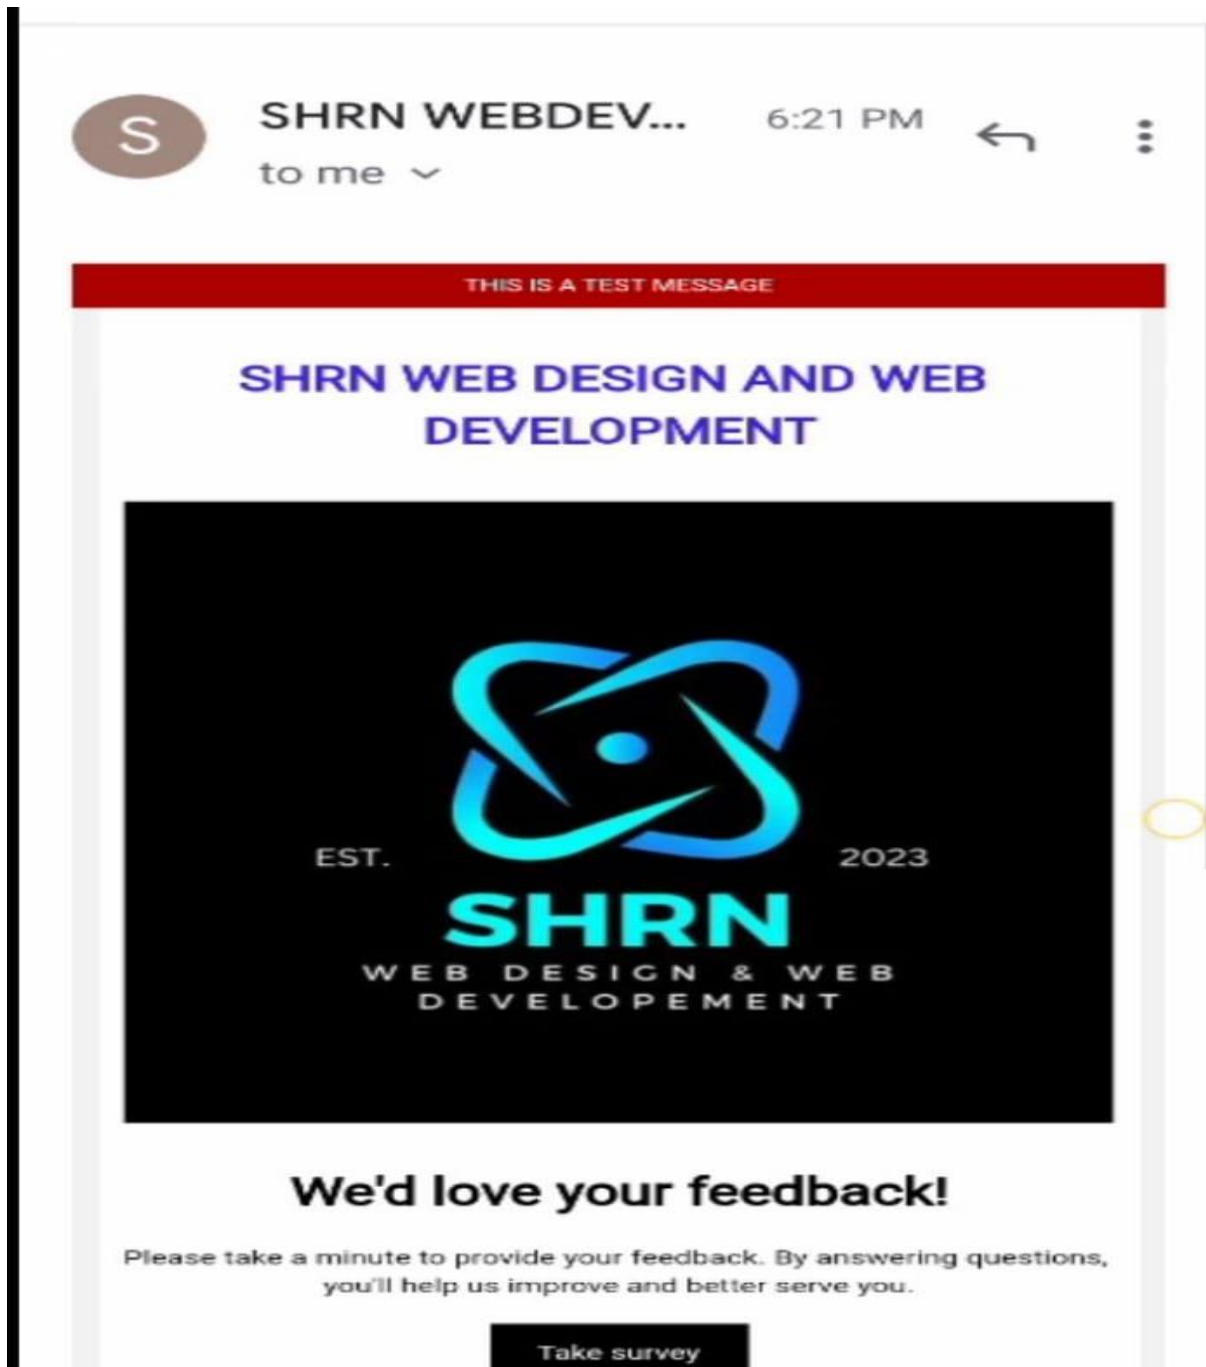 S
SHRN WEBDEV... 6:21 PM
to me
THIS IS A TEST MESSAGE
SHRN WEB DESIGN AND WEB
DEVELOPMENT
EST. 2023
SHRN
WEB DESIGN & WEB
DEVELOPEMENT
We'd love your feedback!
Please take a minute to provide your feedback. By answering questions,
you'll help us improve and better serve you.
Take survey